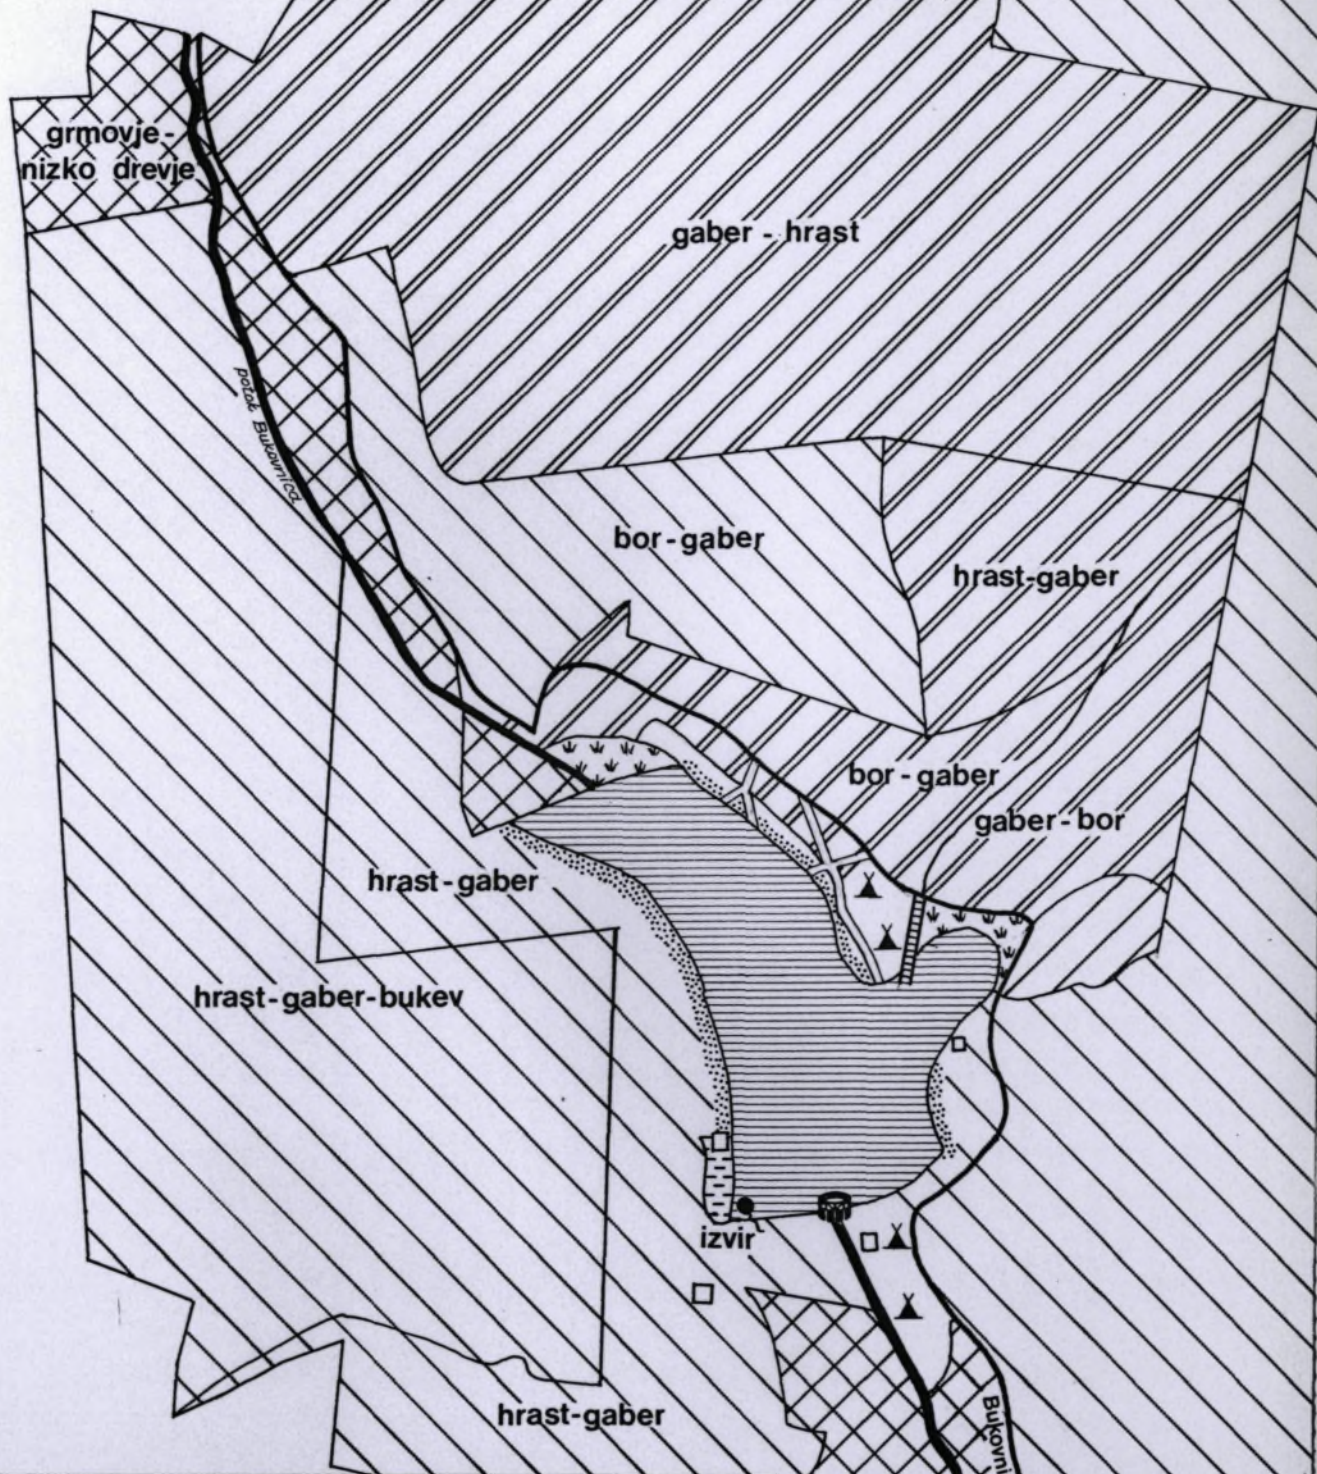 grmovje-
nizko drevje
gaber - hrast
potok Bukovnica
bor-gaber
hrast-gaber
bor-gaber
gaber-bor
hrast-gaber
hrast-gaber-bukev
izvir
hrast-gaber
Bukovni